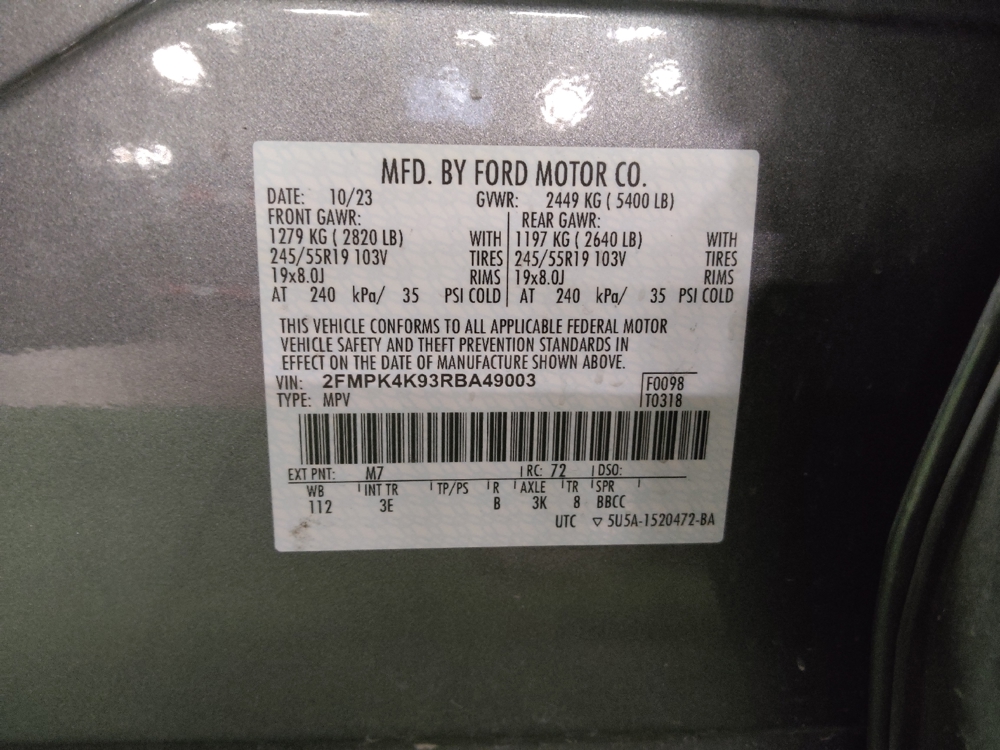 MFD. BY FORD MOTOR CO.
DATE: 10/23 GVWR: 2449 KG ( 5400 LB)
FRONT GAWR: REAR GAWR:
1279 KG ( 2820 LB) WITH 1197 KG ( 2640 LB) WITH
245/55R19 103V TIRES 245/55R19 103V TIRES
19x8.0J RIMS 19x8.0J RIMS
AT 240 kPa/ 35 PSI COLD AT 240 kPa/ 35 PSI COLD
THIS VEHICLE CONFORMS TO ALL APPLICABLE FEDERAL MOTOR
VEHICLE SAFETY AND THEFT PREVENTION STANDARDS IN
EFFECT ON THE DATE OF MANUFACTURE SHOWN ABOVE.
VIN: 2FMPK4K93RBA49003 F0098
TYPE: MPV T0318
EXT PNT: M7 RC: 72 DSO:
WB INT TR TP/PS R AXLE TR SPR
112 3E B 3K 8 BBCC
UTC ▽ 5U5A-1520472-BA